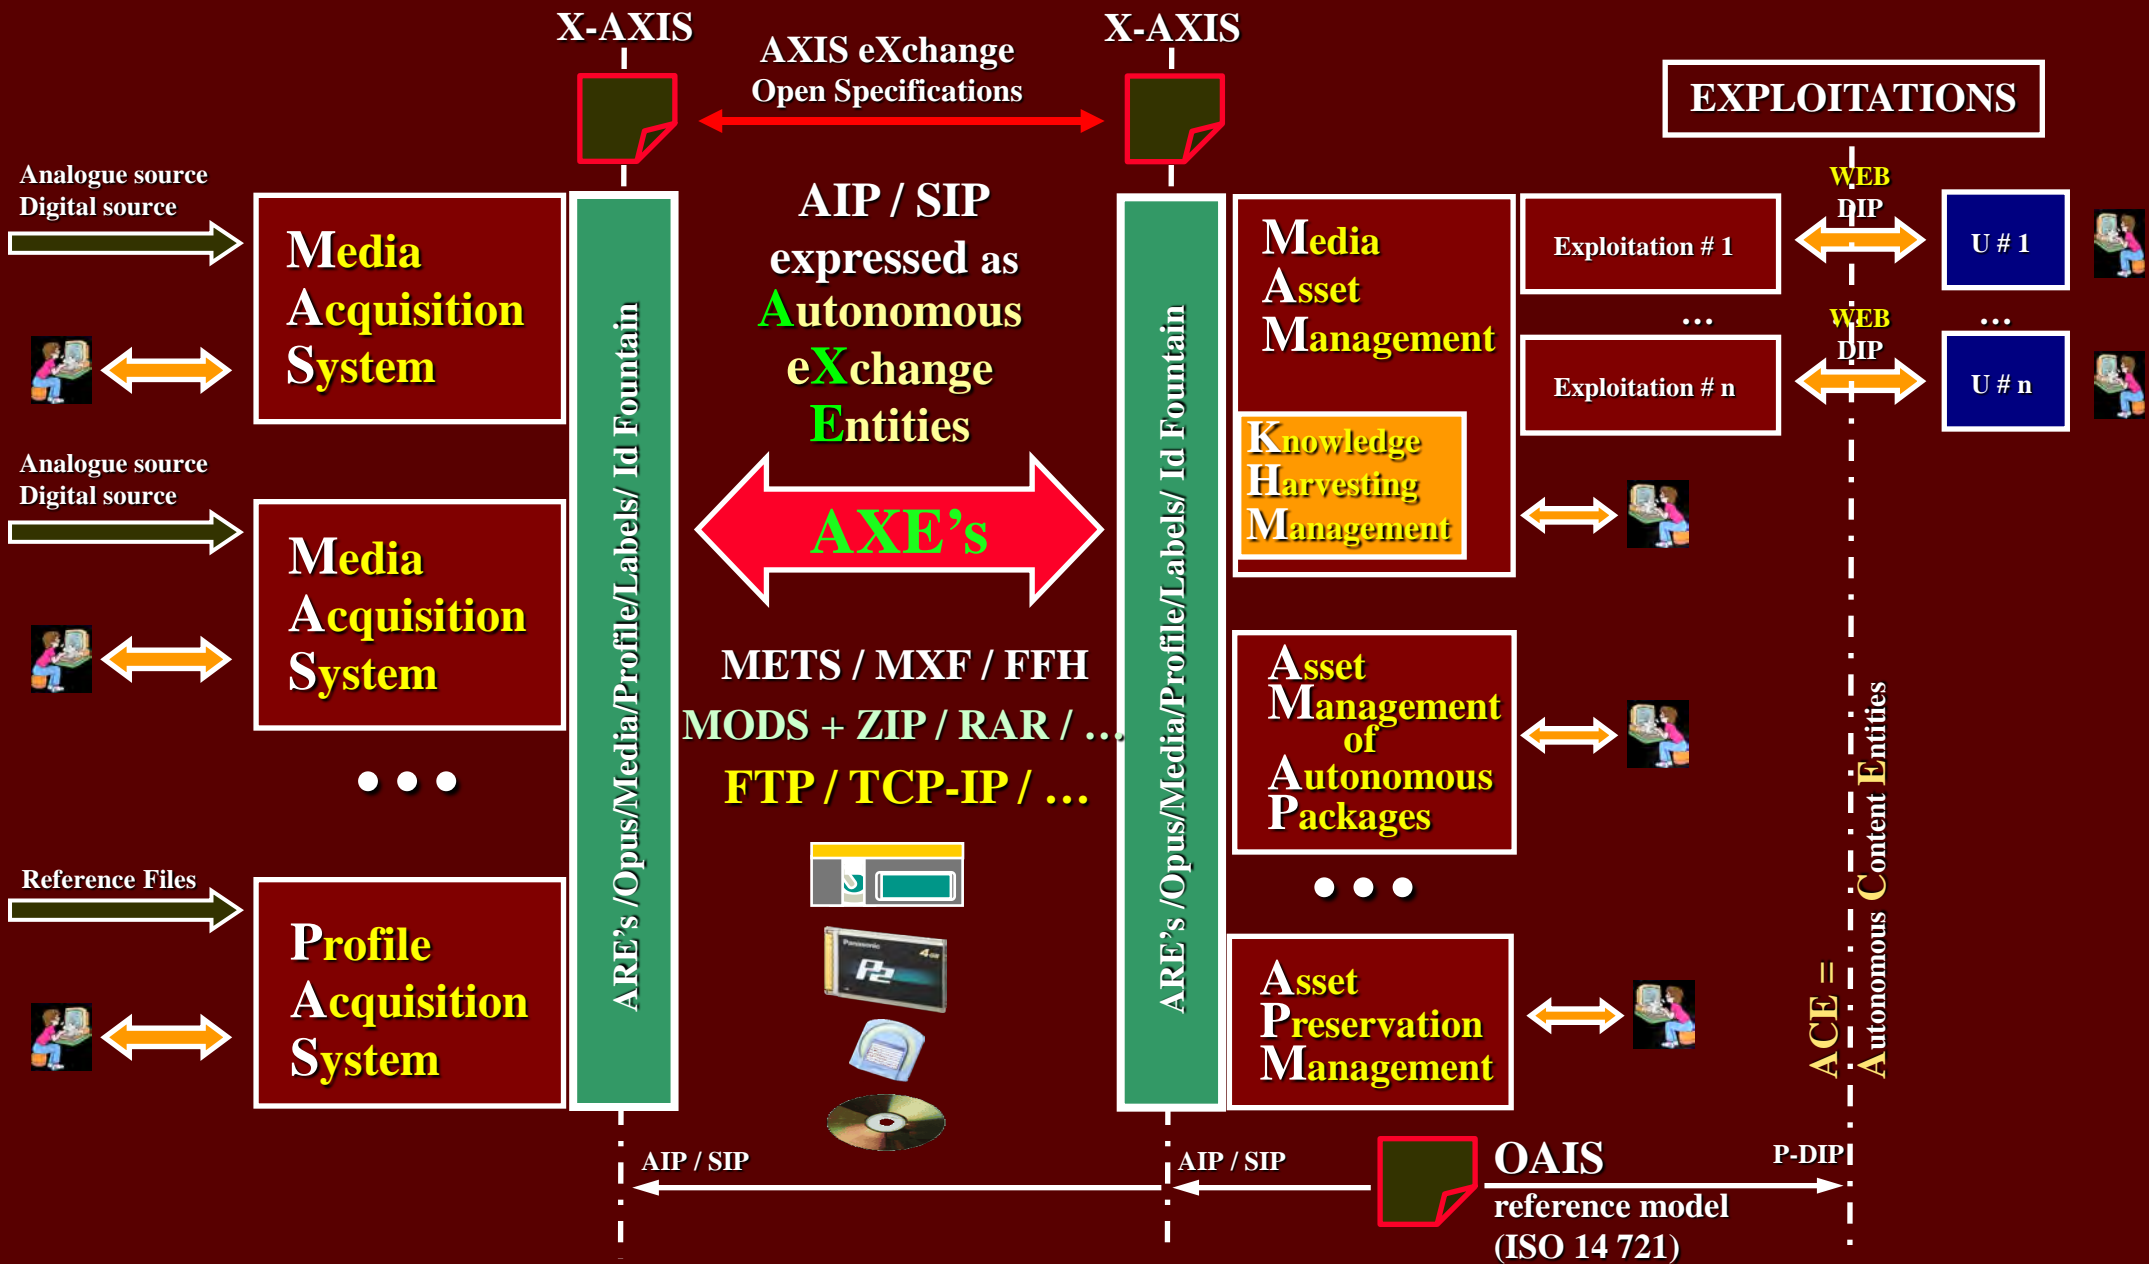 X-AXIS
AXIS eXchange
Open Specifications
X-AXIS
EXPLOITATIONS
Analogue source
Digital source
Media
Acquisition
System
Analogue source
Digital source
Media
Acquisition
System
Reference Files
Profile
Acquisition
System
ARE's /Opus/Media/Profile/Labels/ Id Fountain
AIP / SIP
expressed as
Autonomous
eXchange
Entities
AXE's
METS / MXF / FFH
MODS + ZIP / RAR / …
FTP / TCP-IP / …
Panasonic
4GB
P2
ARE's /Opus/Media/Profile/Labels/ Id Fountain
Media
Asset
Management
Knowledge
Harvesting
Management
Asset
Management
of
Autonomous
Packages
Asset
Preservation
Management
Exploitation # 1
…
Exploitation # n
WEB
DIP
WEB
DIP
U # 1
…
U # n
ACE =
Autonomous Content Entities
AIP / SIP
AIP / SIP
OAIS
reference model
(ISO 14 721)
P-DIP